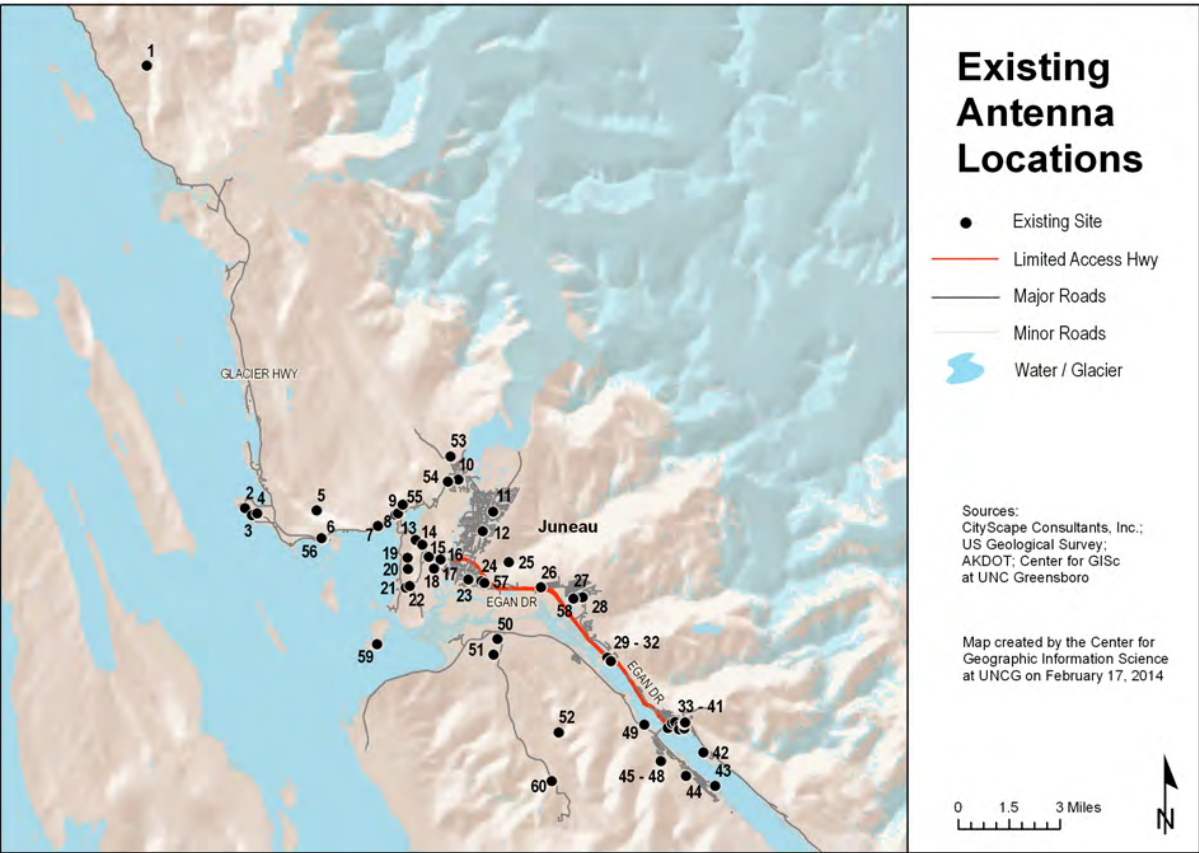 1
GLACIER HWY
53
10
54
55
9
2
4
5
11
8
3
6
7
13
14
12
Juneau
56
15
16
19
24
25
20
18
17
26
27
21
22
23
57
EGAN DR
58
28
50
29 - 32
51
59
EGAN DR
33 - 41
52
49
42
45 - 48
43
60
44
Existing
Antenna
Locations
Existing Site
Limited Access Hwy
Major Roads
Minor Roads
Water / Glacier
Sources:
CityScape Consultants, Inc.;
US Geological Survey;
AKDOT; Center for GISc
at UNC Greensboro
Map created by the Center for
Geographic Information Science
at UNCG on February 17, 2014
0 1.5 3 Miles
N